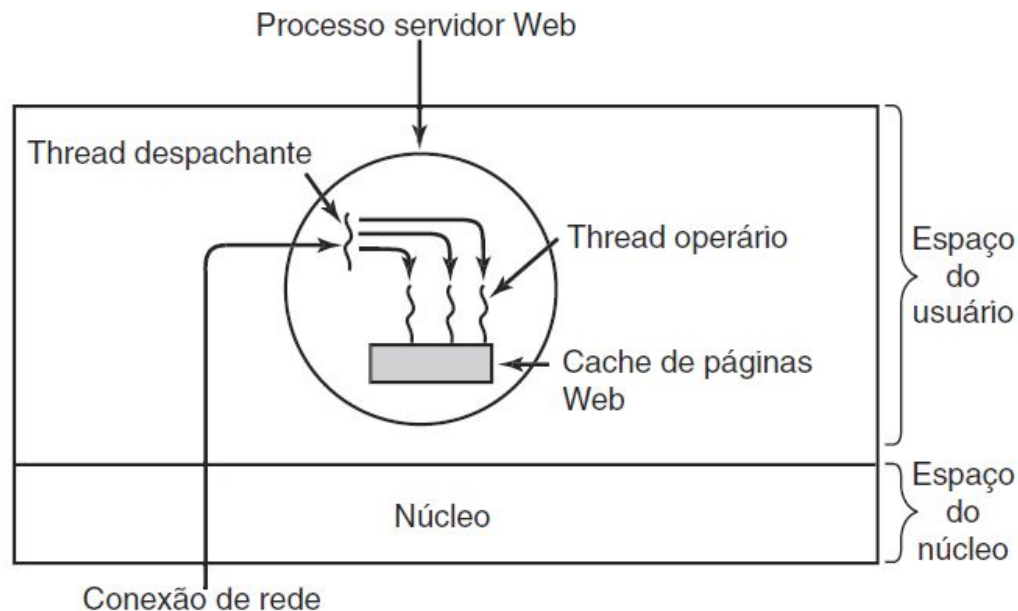 Processo servidor Web
Thread despachante
Thread operário
Espaço
do
usuário
Cache de páginas
Web
Espaço
do
núcleo
Núcleo
Conexão de rede